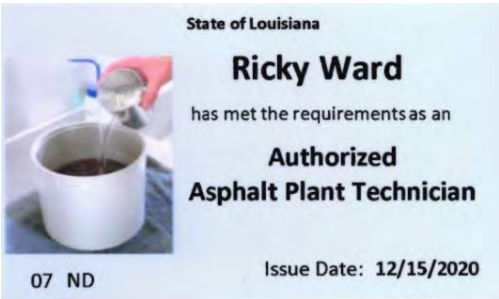 State of Louisiana
Ricky Ward
has met the requirements as an
Authorized
Asphalt Plant Technician
Issue Date: 12/15/2020
07 ND